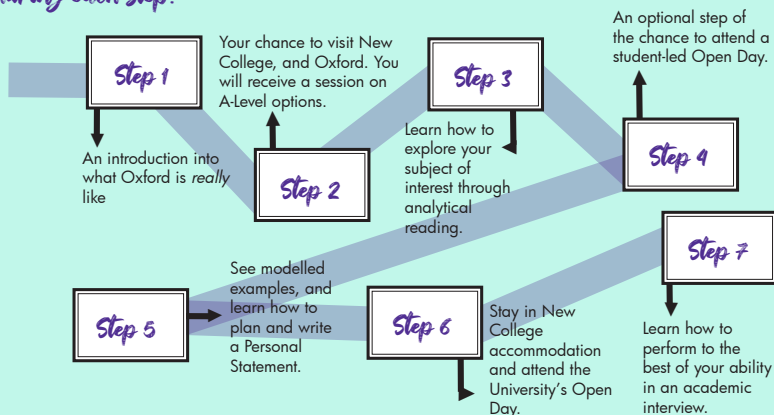 each step!
Step 1
An introduction into
what Oxford is really
like
Your chance to visit New
College, and Oxford. You
will receive a session on
A-Level options.
Step 2
Step 3
Learn how to
explore your
subject of
interest through
analytical
reading.
An optional step of
the chance to attend a
student-led Open Day.
Step 4
Step 5
See modelled
examples, and
learn how to
plan and write
a Personal
Statement.
Step 6
Stay in New
College
accommodation
and attend the
University's Open
Day.
Step 7
Learn how to
perform to the
best of your ability
in an academic
interview.